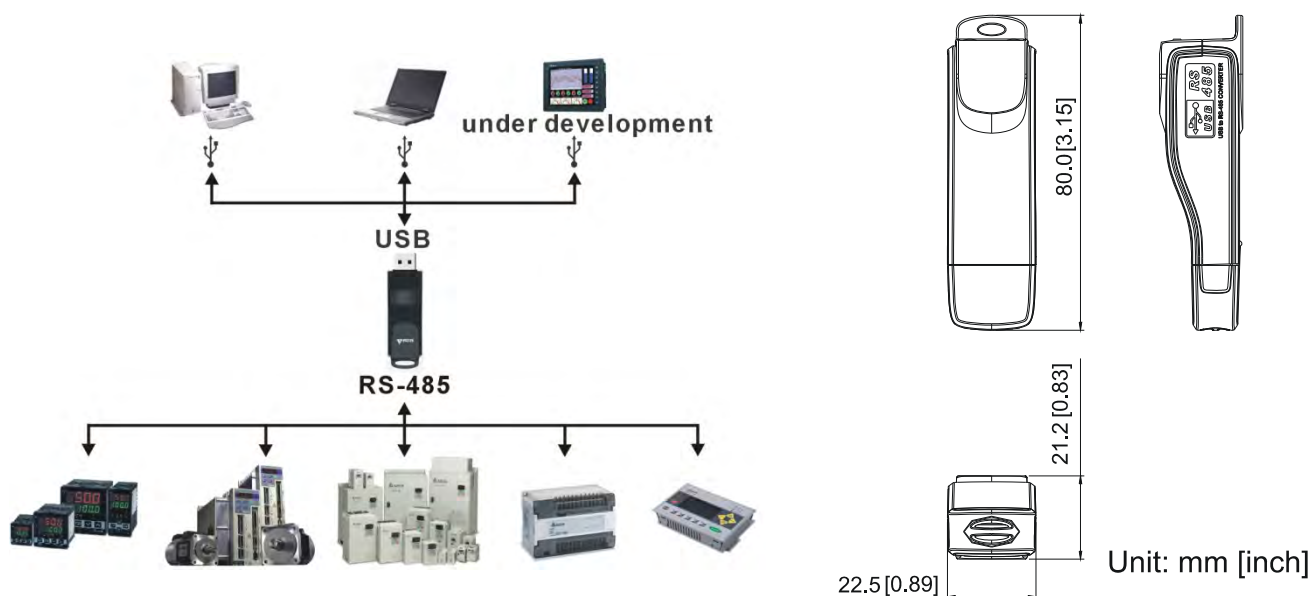 under development
USB
RS-485
80.0[3.15]
RS
485
USB
USB to RS-485 CONVERTER
21.2[0.83]
22.5[0.89]
Unit: mm [inch]